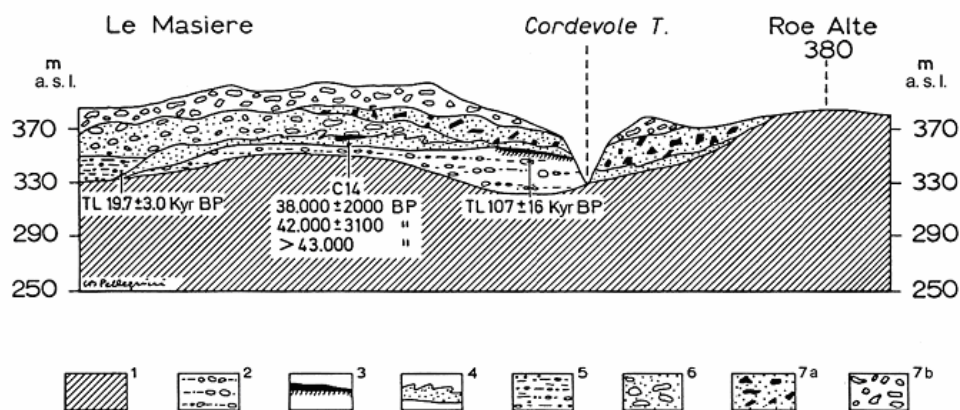 Le Masiere
Cordevole T.
Roe Alte
380
m
a. s. l.
m
a. s. l.
370
370
330
330
TL 19.7 ± 3.0 Kyr BP
C14
38.000 ± 2000 BP
42.000 ± 3100 "
> 43.000 "
TL 107 ± 16 Kyr BP
290
290
250
250
Pellegrini
1
2
3
4
5
6
7a
7b